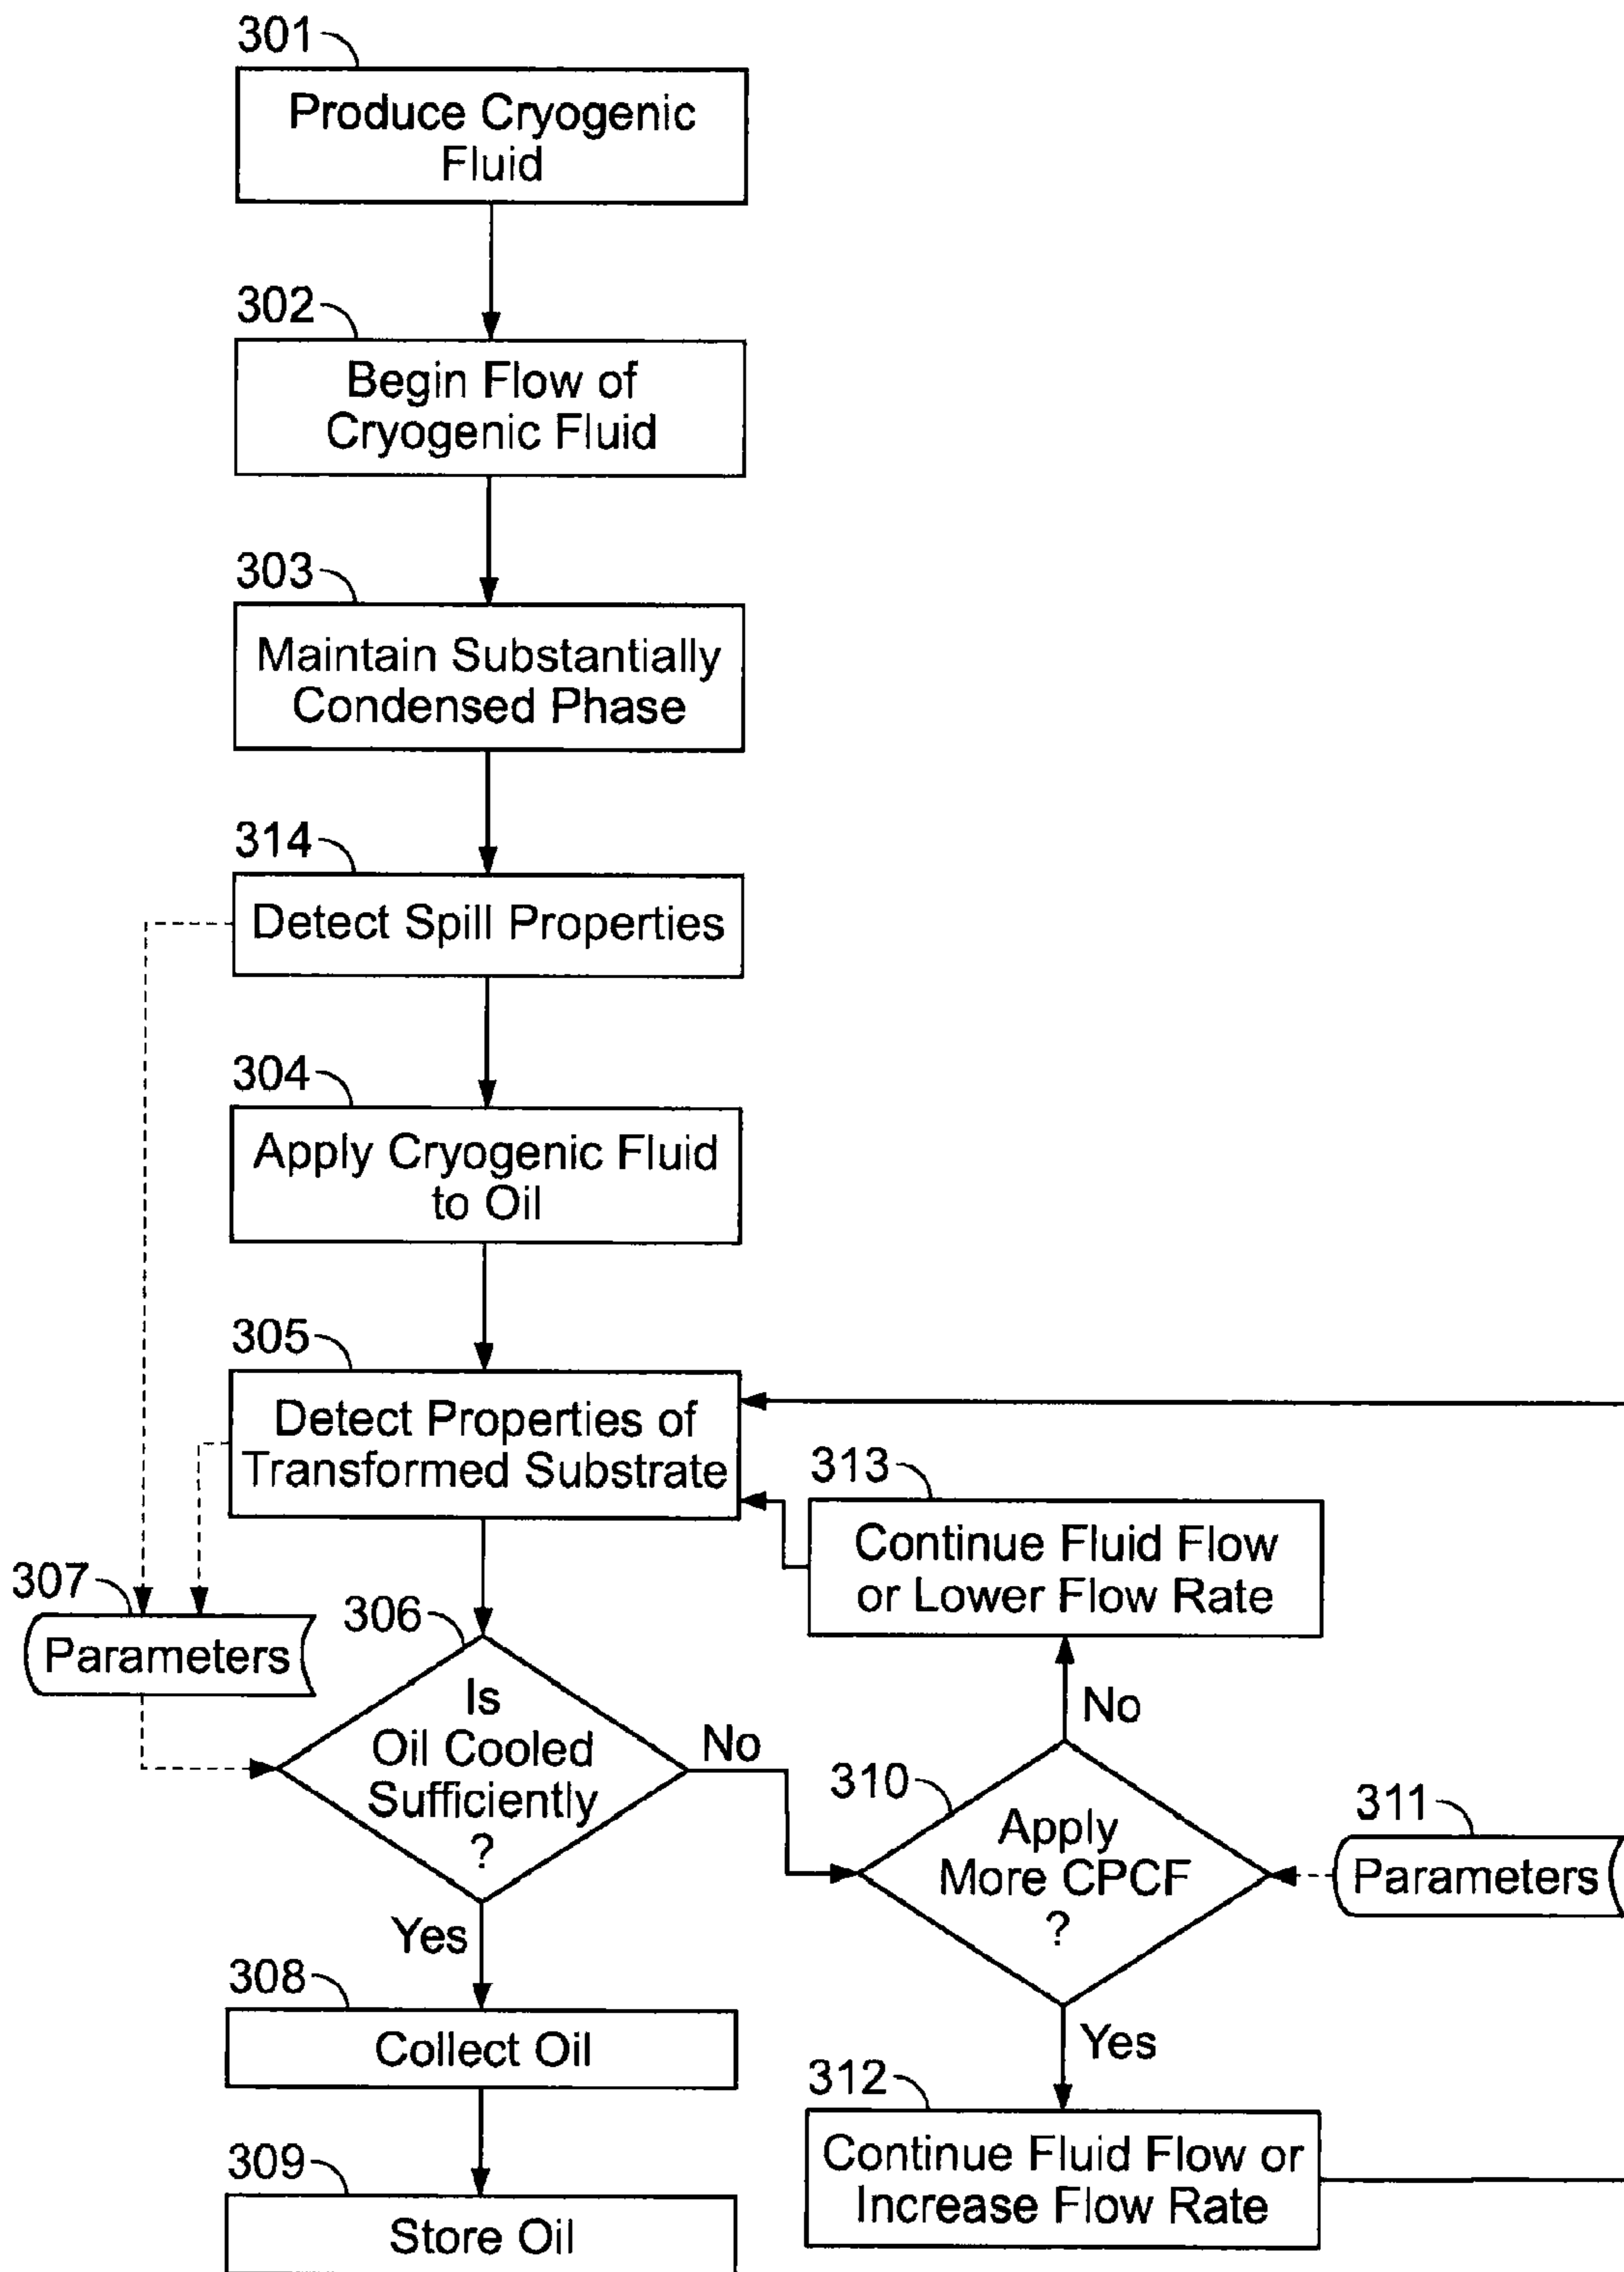 301
Produce Cryogenic
Fluid
302
Begin Flow of
Cryogenic Fluid
303
Maintain Substantially
Condensed Phase
314
Detect Spill Properties
304
Apply Cryogenic Fluid
to Oil
305
Detect Properties of
Transformed Substrate
313
Continue Fluid Flow
or Lower Flow Rate
307
Parameters
306
Is
Oil Cooled
Sufficiently
?
No
Yes
310
Apply
More CPCF
?
No
Yes
311
Parameters
308
Collect Oil
312
Continue Fluid Flow or
Increase Flow Rate
309
Store Oil